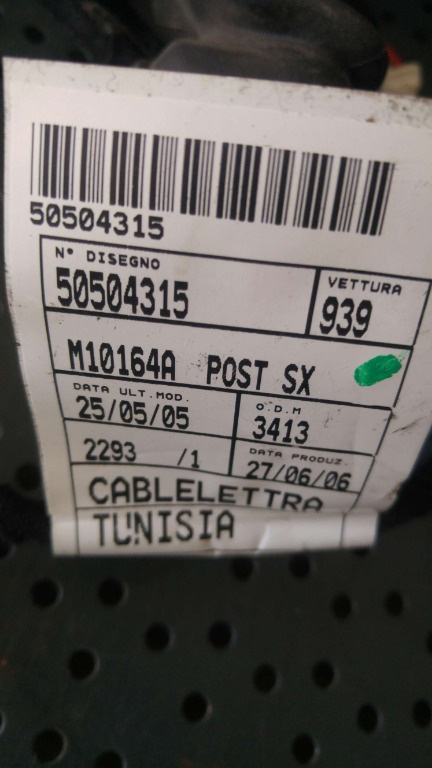 50504315
N° DISEGNO
50504315
VETTURA
939
M10164A POST SX
DATA ULT.MOD.
25/05/05
O.D.M
3413
2293 /1
DATA PRODUZ.
27/06/06
CABLELETTRA
TUNISIA